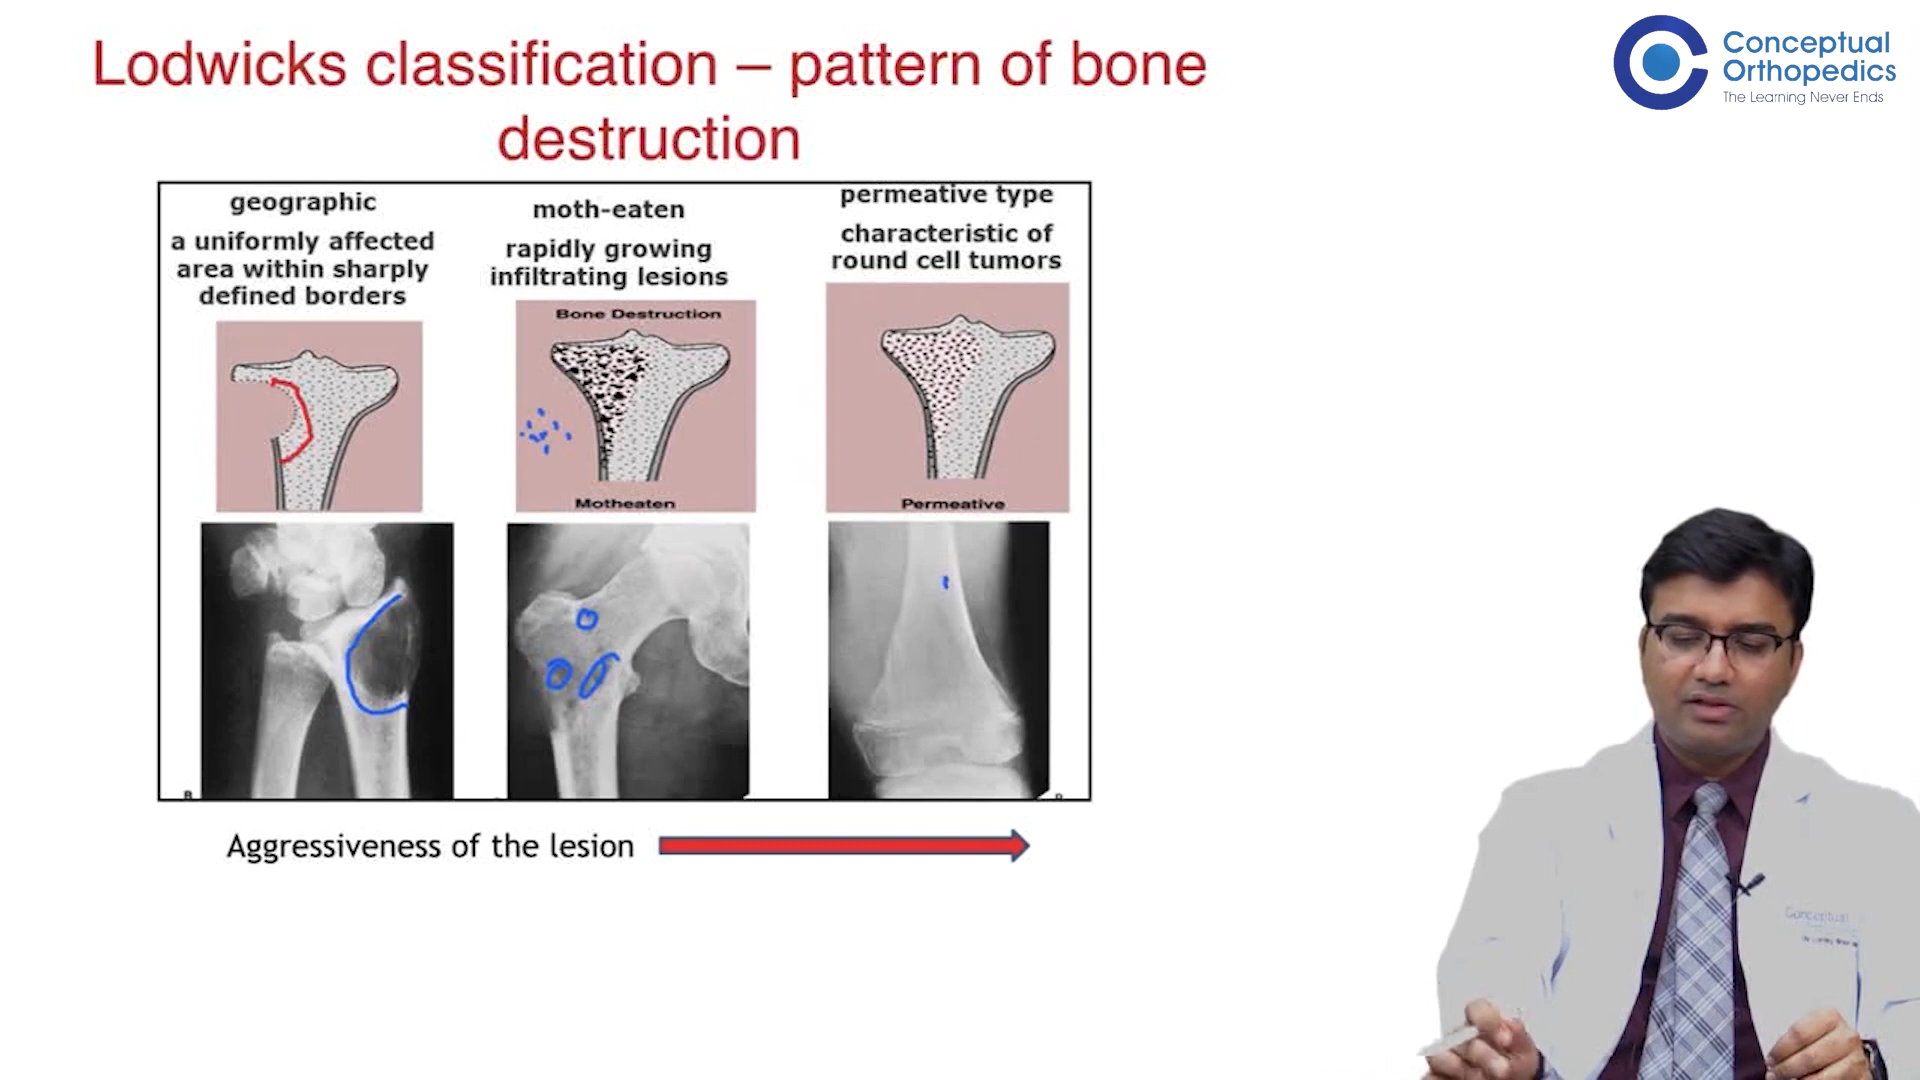 Lodwicks classification – pattern of bone
destruction
Conceptual
Orthopedics
The Learning Never Ends
geographic
a uniformly affected
area within sharply
defined borders
moth-eaten
rapidly growing
infiltrating lesions
Bone Destruction
Motheaten
permeative type
characteristic of
round cell tumors
Permeative
Aggressiveness of the lesion
Conceptual